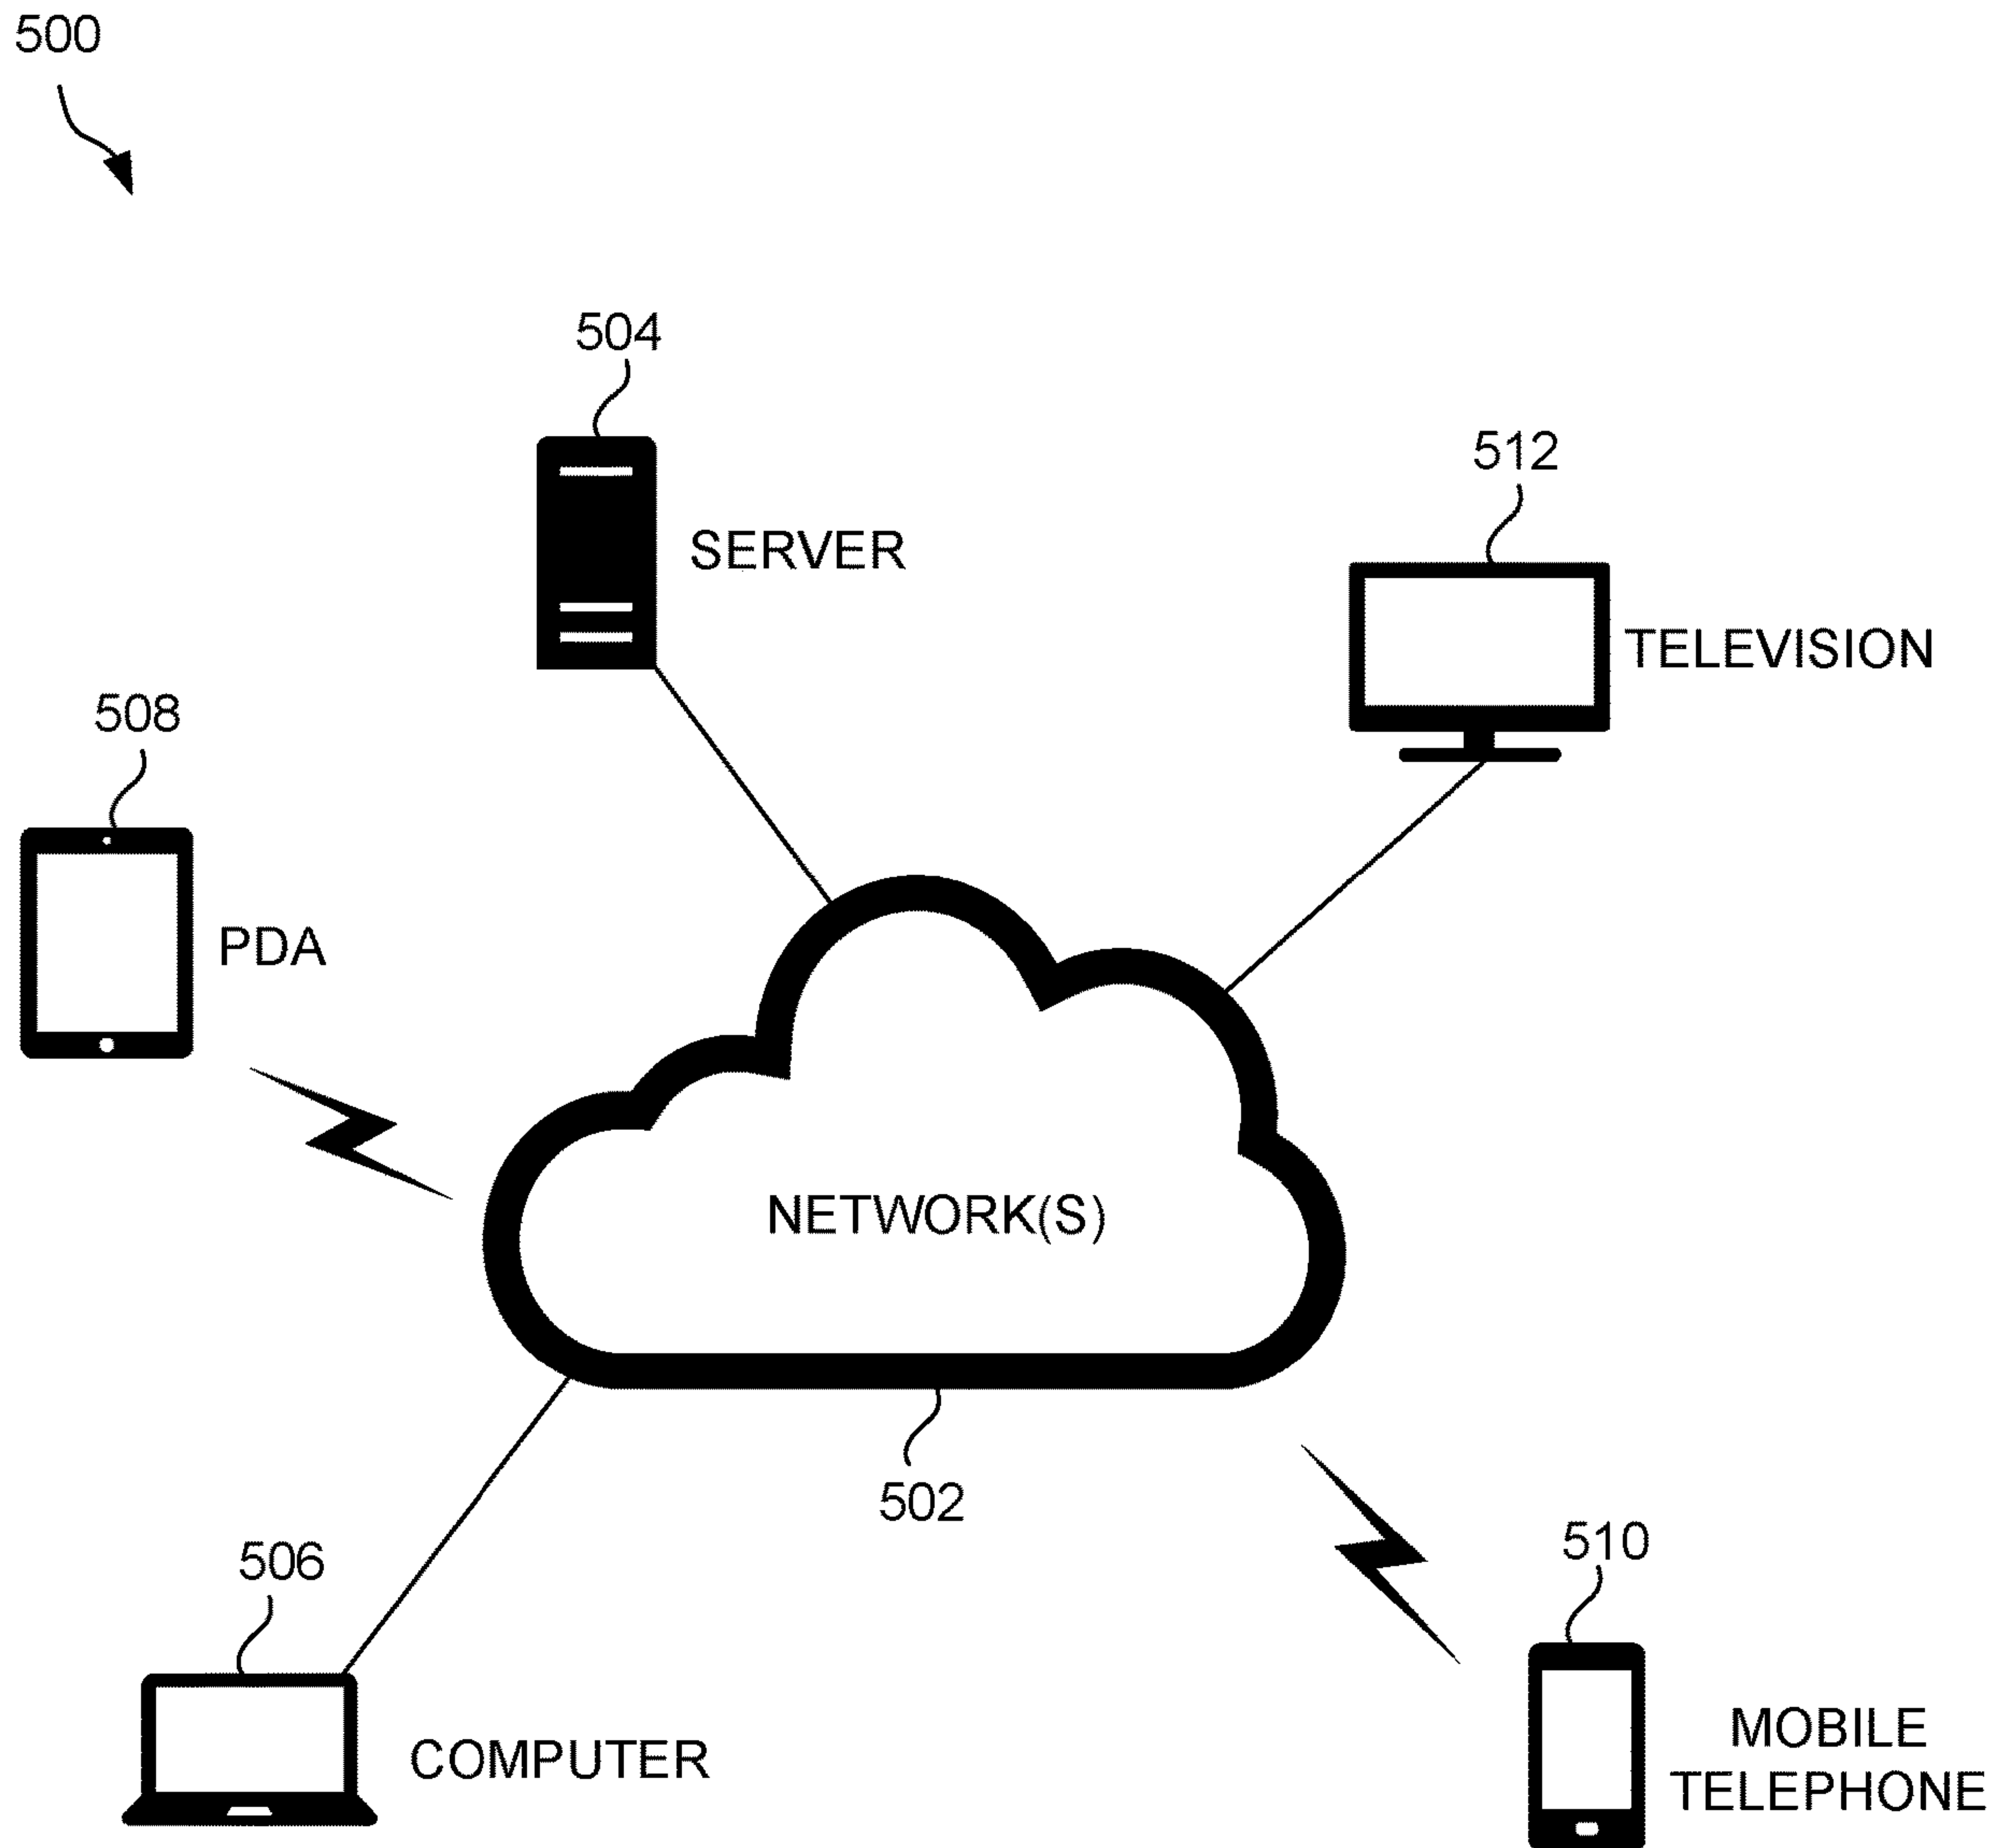 500
504
SERVER
512
TELEVISION
508
PDA
NETWORK(S)
502
506
COMPUTER
510
MOBILE
TELEPHONE